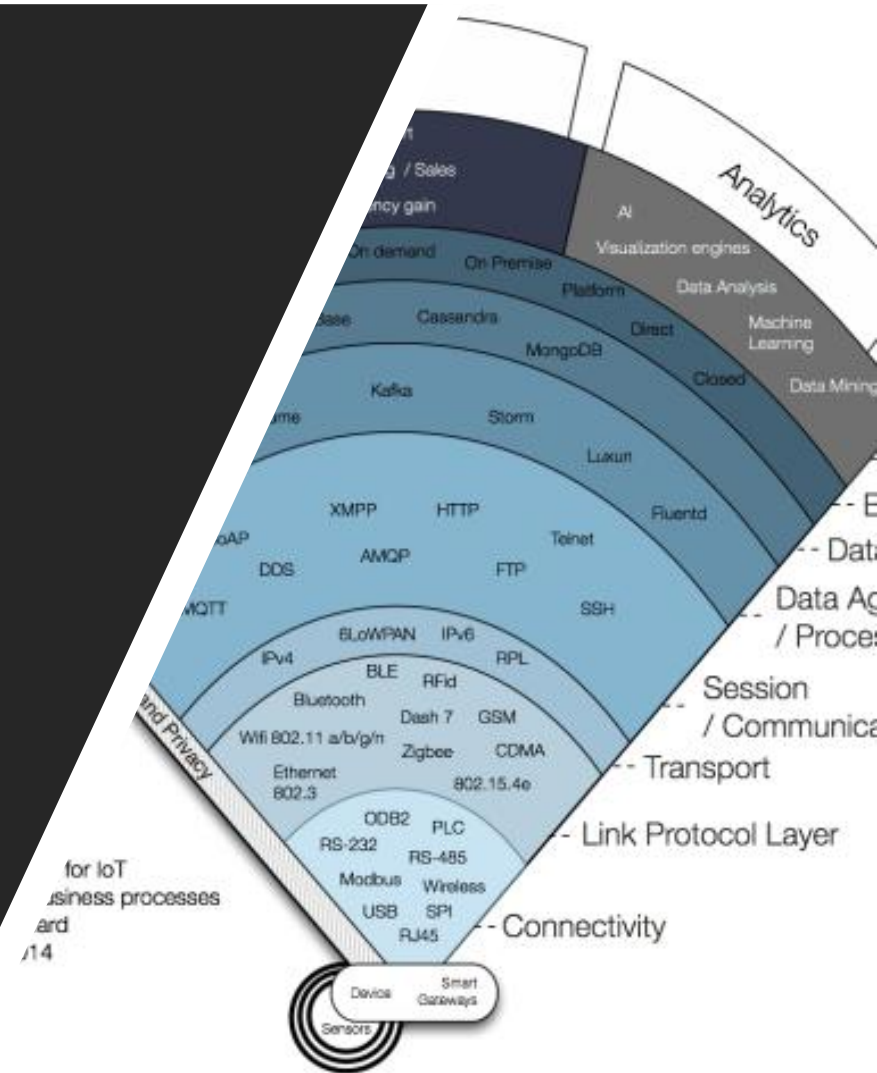 Analytics
/ Sales
gain
AI
Visualization engines
Data Analysis
Machine
Learning
Data Mining
On demand
On Premise
Platform
Direct
Closed
Cassandra
MongoDB
Kafka
Storm
Luxun
Fluentd
XMPP
HTTP
Telnet
DDS
AMQP
FTP
MQTT
SSH
6LoWPAN
IPv6
IPv4
RPL
BLE
RFid
Bluetooth
Dash 7
GSM
Wifi 802.11 a/b/g/n
Zigbee
CDMA
Ethernet
802.3
802.15.4e
ODB2
PLC
RS-232
RS-485
Modbus
Wireless
USB
SPI
RJ45
and Privacy
Data
/
Session
/
Transport
Link Protocol Layer
Connectivity
for IoT
processes
Device
Smart
Gateways
Sensors